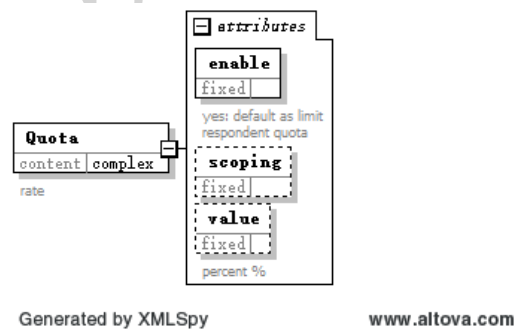 attributes
enable
fixed
yes: default as limit
respondent quota
Quota
content complex
rate
scoping
fixed
value
fixed
percent %
Generated by XMLSpy www.altova.com